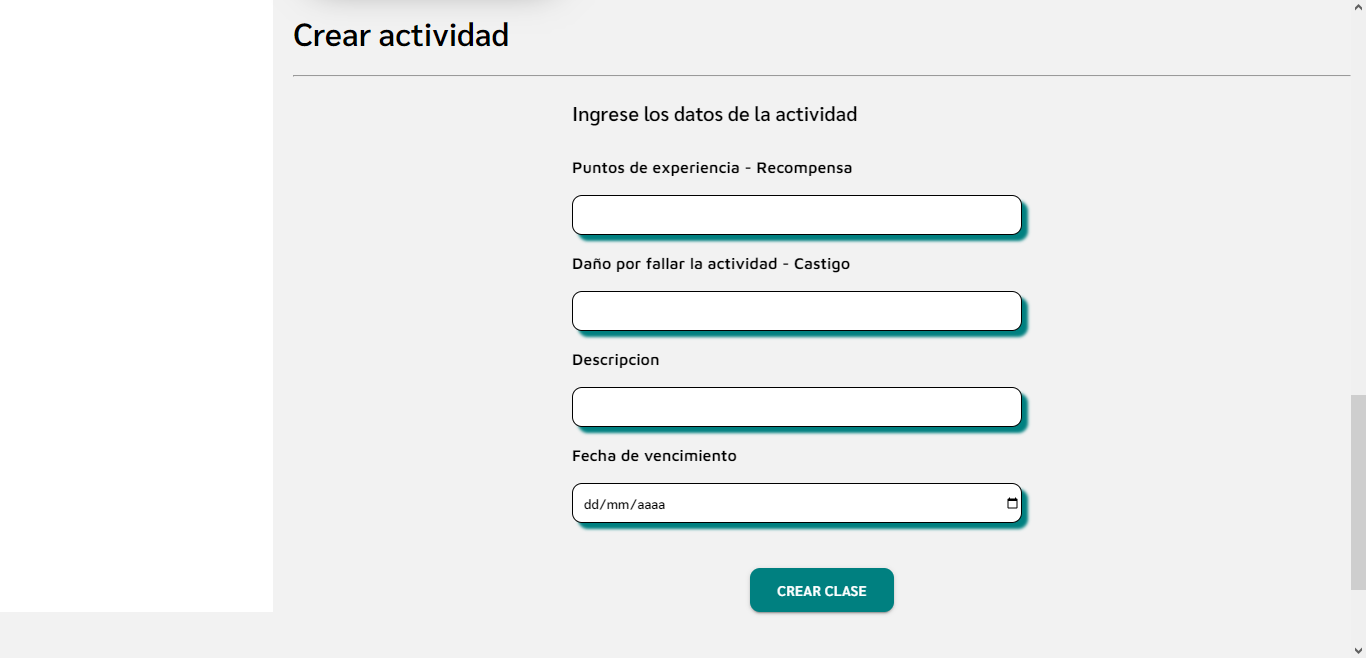 Crear actividad
Ingrese los datos de la actividad
Puntos de experiencia - Recompensa
Daño por fallar la actividad - Castigo
Descripcion
Fecha de vencimiento
dd/mm/aaaa
CREAR CLASE